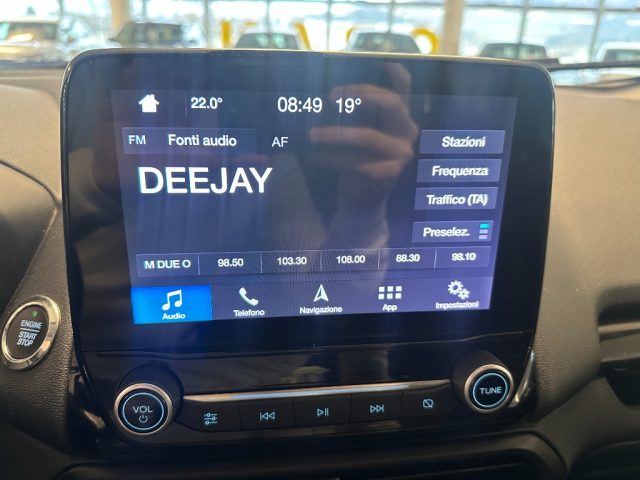 22.0° 08:49 19°
FM Fonti audio AF
Stazioni
DEEJAY
Frequenza
Traffico (TA)
Preselez.
M DUE O 98.50 103.30 108.00 88.30 98.10
Audio Telefono Navigazione App Impostazioni
ENGINE
START
STOP
VOL
TUNE